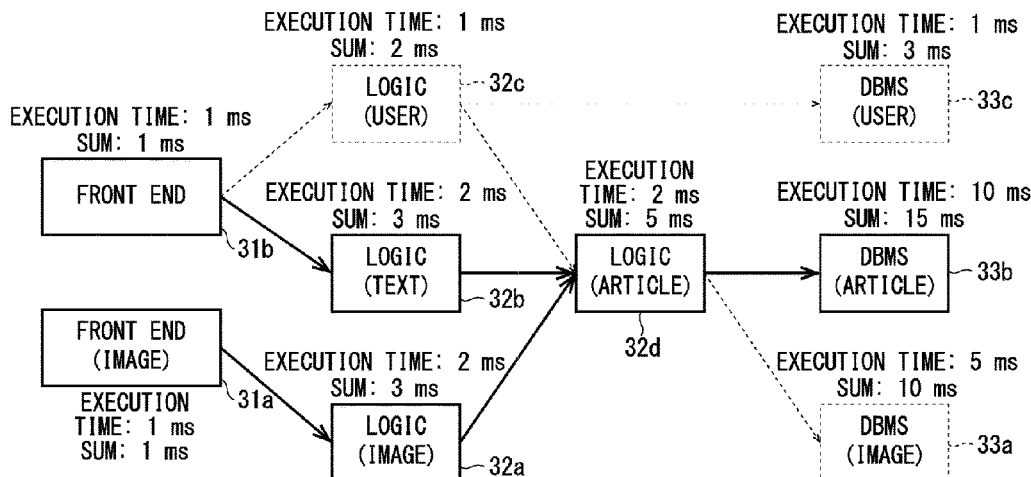 EXECUTION TIME: 1 ms
SUM: 2 ms
LOGIC
(USER)
32c
EXECUTION TIME: 1 ms
SUM: 3 ms
DBMS
(USER)
33c
EXECUTION TIME: 1 ms
SUM: 1 ms
FRONT END
31b
EXECUTION TIME: 2 ms
SUM: 3 ms
LOGIC
(TEXT)
32b
EXECUTION
TIME: 2 ms
SUM: 5 ms
LOGIC
(ARTICLE)
32d
EXECUTION TIME: 10 ms
SUM: 15 ms
DBMS
(ARTICLE)
33b
FRONT END
(IMAGE)
31a
EXECUTION
TIME: 1 ms
SUM: 1 ms
EXECUTION TIME: 2 ms
SUM: 3 ms
LOGIC
(IMAGE)
32a
EXECUTION TIME: 5 ms
SUM: 10 ms
DBMS
(IMAGE)
33a